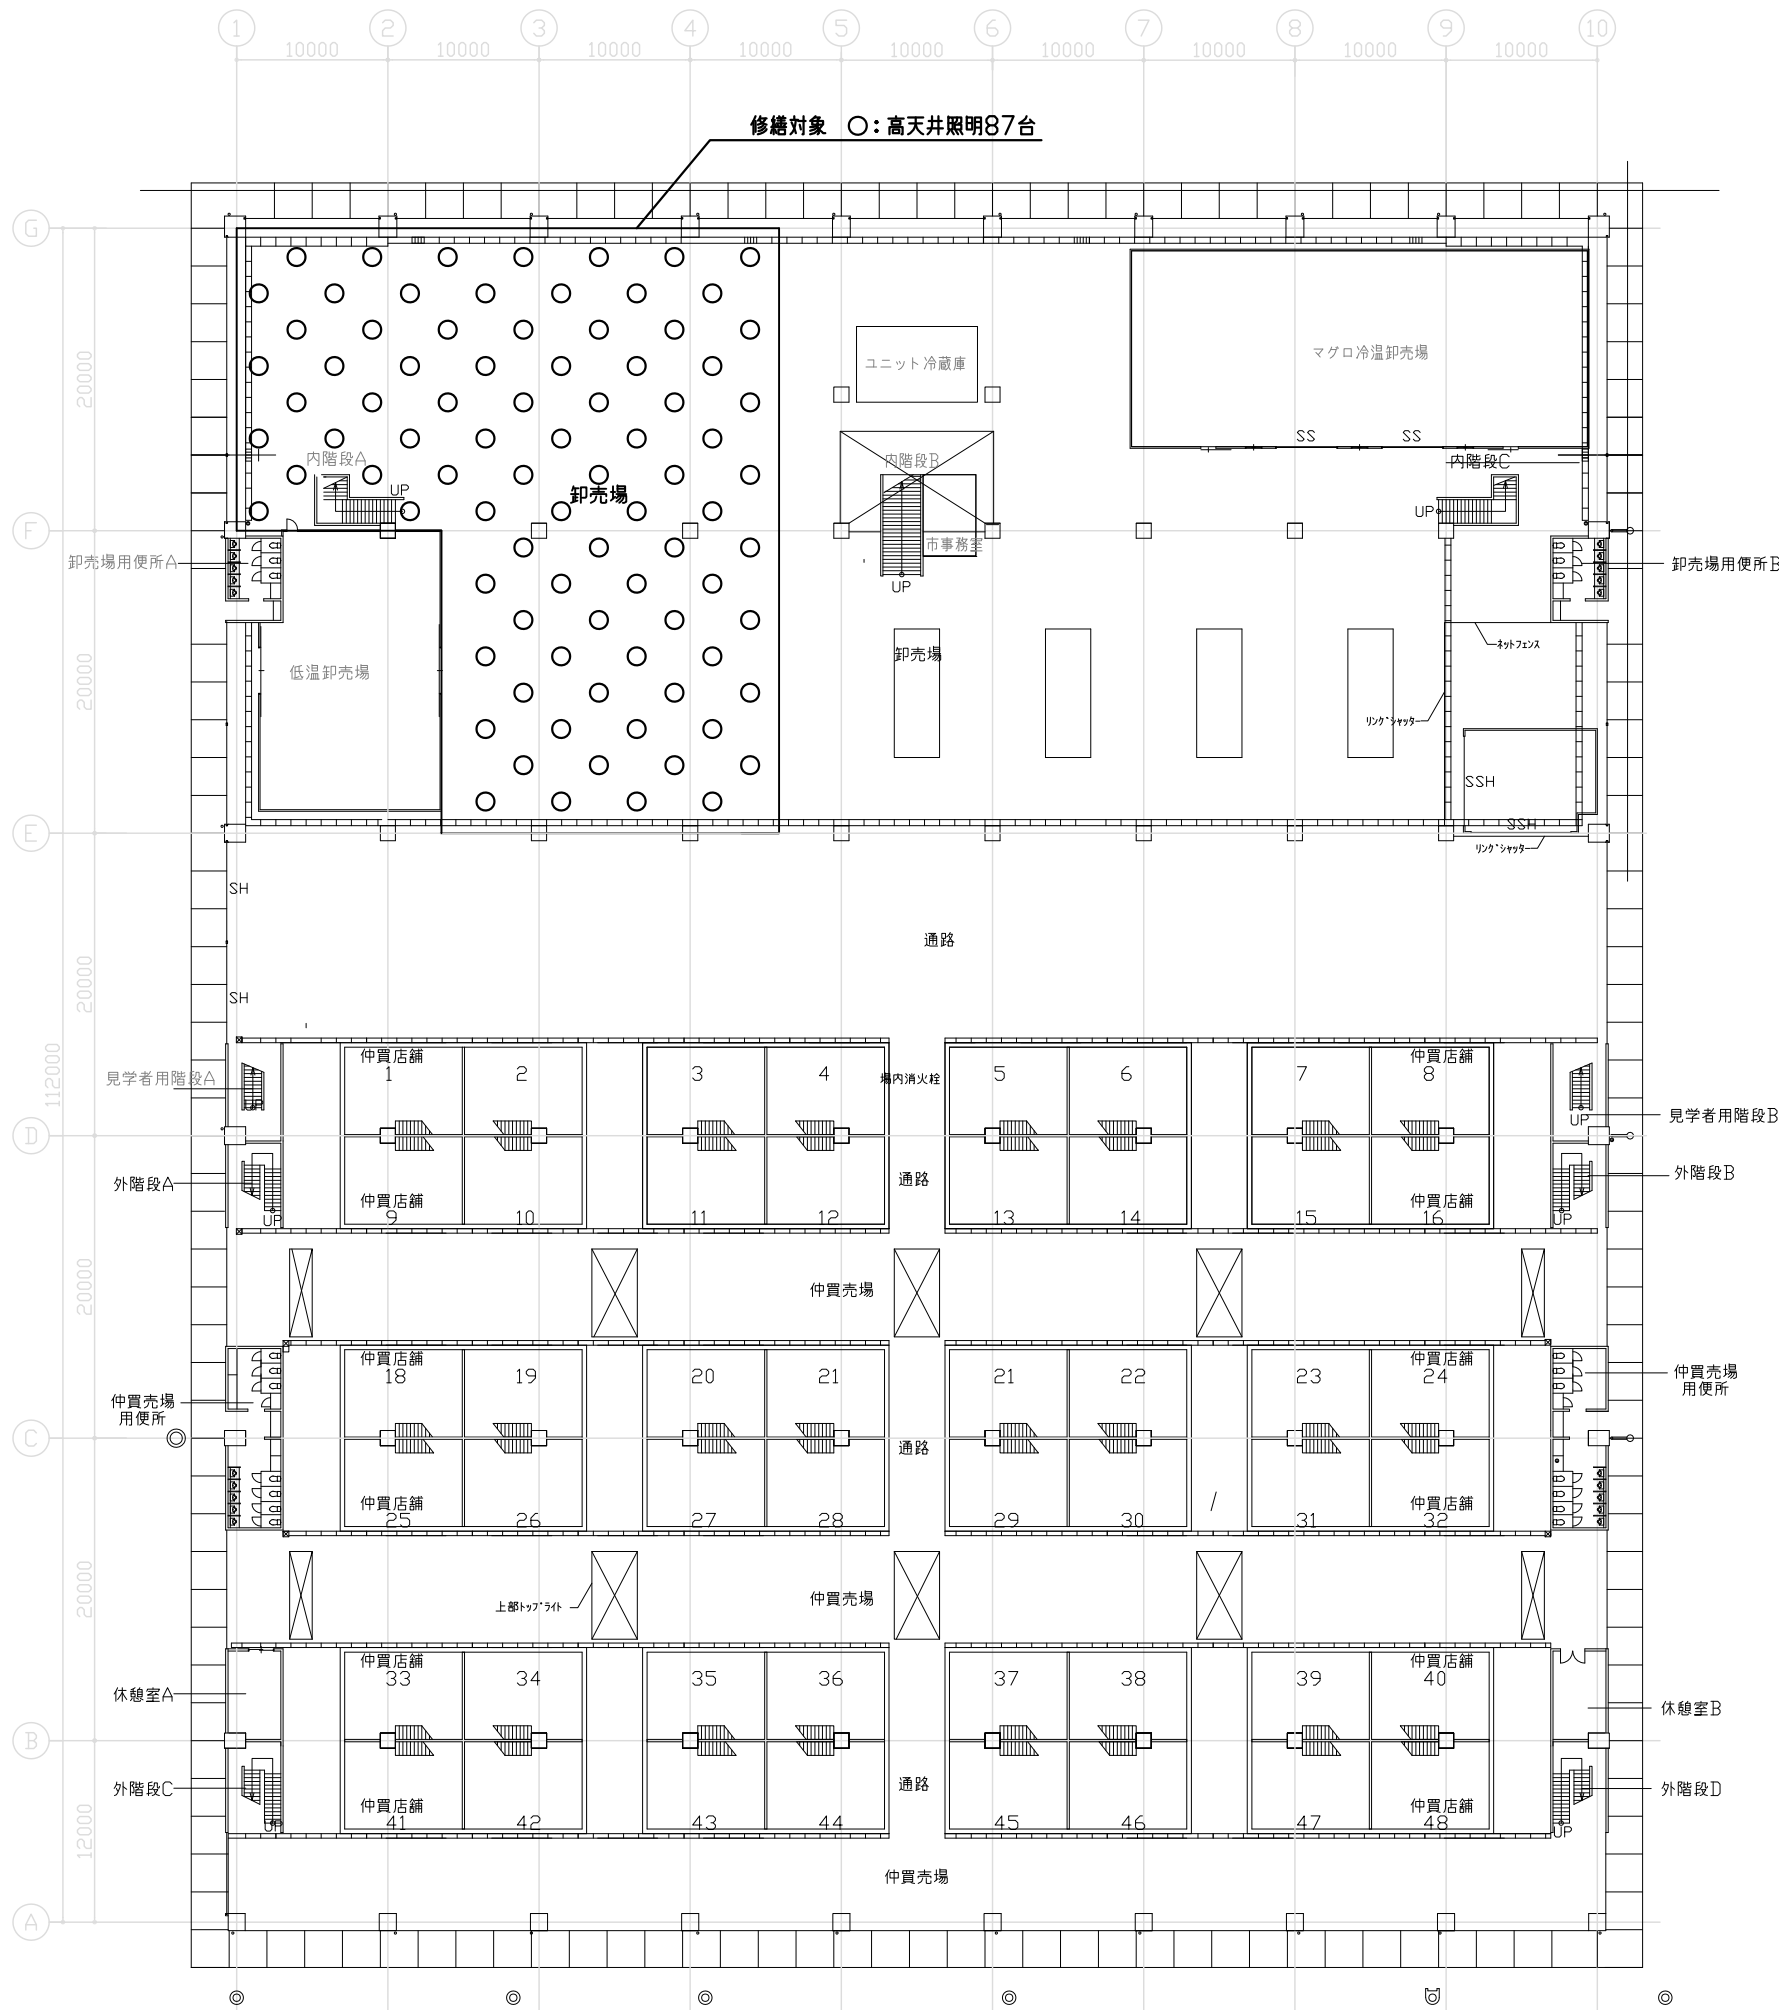 1 2 3 4 5 6 7 8 9 10
10000 10000 10000 10000 10000 10000 10000 10000 10000
修繕対象 ○：高天井照明87台
G
20000
ユニット冷蔵庫
マグロ冷温卸売場
SS SS
内階段A
内階段B
内階段C
UP
卸売場
UP
F
市事務室
卸売場用便所A
卸売場用便所B
UP
ネットフェンス
卸売場
20000
低温卸売場
リングシャッター
SSH
SSH
E
リングシャッター
SH
通路
20000
SH
112000
仲買店舗 仲買店舗
1 2 3 4 場内消火栓 5 6 7 8
見学者用階段A
UP
見学者用階段B
UP
D
外階段A
通路
外階段B
仲買店舗 仲買店舗
UP 9 10 11 12 13 14 15 16 UP
20000
仲買売場
仲買店舗 仲買店舗
18 19 20 21 21 22 23 24
仲買売場
用便所
仲買売場
用便所
C
通路
仲買店舗 仲買店舗
25 26 27 28 29 30 31 32
20000
上部トップライト
仲買売場
仲買店舗 仲買店舗
33 34 35 36 37 38 39 40
休憩室A
休憩室B
B
外階段C
通路
外階段D
仲買店舗 仲買店舗
UP 41 42 43 44 45 46 47 48 UP
12000
仲買売場
A